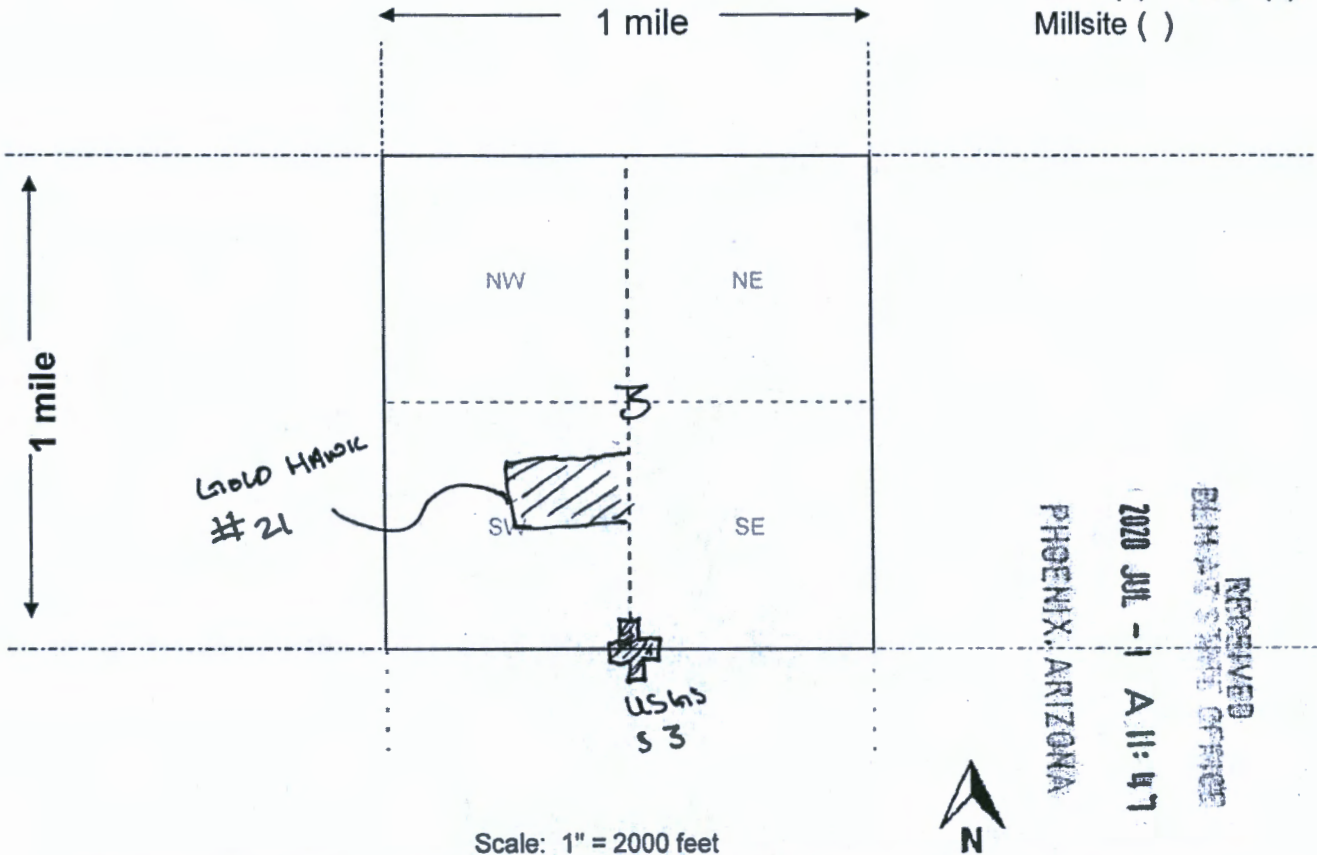 1 mile
Millsite ( )
NW
NE
1 mile
3
GOLD HAWK
#21
SW
SE
USGS
S 3
RECEIVED
BLM AZ STATE OFFICE
2020 JUL -1 A 11:47
PHOENIX, ARIZONA
N
Scale: 1" = 2000 feet